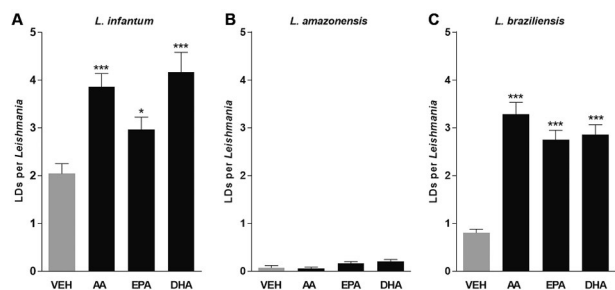 A
L. infantum
LDs per Leishmania
5
4
3
2
1
0
***
*
***
VEH AA EPA DHA
B
L. amazonensis
LDs per Leishmania
5
4
3
2
1
0
VEH AA EPA DHA
C
L. braziliensis
LDs per Leishmania
5
4
3
2
1
0
***
***
***
VEH AA EPA DHA